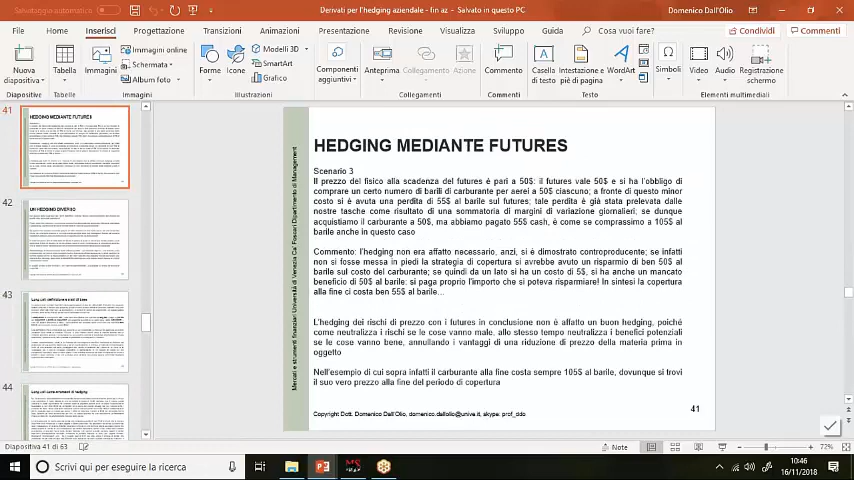 Salvataggio automatico
Derivati per l'hedging aziendale - fin az - Salvato in questo PC
Domenico Dall'Olio
File Home Inserisci Progettazione Transizioni Animazioni Presentazione Revisione Visualizza Sviluppo Guida Cosa vuoi fare? Condividi Commenti
Nuova diapositiva
Tabella
Immagini
Immagini online
Schermata
Album foto
Forme
Icone
Modelli 3D
SmartArt
Grafico
Componenti aggiuntivi
Anteprima
Collegamento
Azione
Commento
Casella di testo
Intestazione e piè di pagina
WordArt
Simboli
Video
Audio
Registrazione schermo
Diapositive
Tabelle
Immagini
Illustrazioni
Collegamenti
Commenti
Testo
Elementi multimediali
41
HEDGING MEDIANTE FUTURES
42
UN HEDGING DIVERSO
43
44
Mercati e strumenti finanziari Università di Venezia Ca' Foscari Dipartimento di Management
HEDGING MEDIANTE FUTURES
Scenario 3
Il prezzo del fisico alla scadenza del futures é pari a 50$: il futures vale 50$ e si ha l'obbligo di
comprare un certo numero di barili di carburante per aerei a 50$ ciascuno; a fronte di questo minor
costo si è avuta una perdita di 55$ al barile sul futures; tale perdita è già stata prelevata dalle
nostre tasche come risultato di una sommatoria di margini di variazione giornalieri; se dunque
acquistiamo il carburante a 50$, ma abbiamo pagato 55$ cash, è come se comprassimo a 105$ al
barile anche in questo caso
Commento: l'hedging non era affatto necessario, anzi, si è dimostrato controproducente; se infatti
non si fosse messa in piedi la strategia di copertura si avrebbe avuto un risparmio di ben 50$ al
barile sul costo del carburante; se quindi da un lato si ha un costo di 5$, si ha anche un mancato
beneficio di 50$ al barile: si paga proprio l'importo che si poteva risparmiare! In sintesi la copertura
alla fine ci costa ben 55$ al barile...
L'hedging dei rischi di prezzo con i futures in conclusione non è affatto un buon hedging, poiché
come neutralizza i rischi se le cose vanno male, allo stesso tempo neutralizza i benefici potenziali
se le cose vanno bene, annullando i vantaggi di una riduzione di prezzo della materia prima in
oggetto
Nell'esempio di cui sopra infatti il carburante alla fine costa sempre 105$ al barile, dovunque si trovi
il suo vero prezzo alla fine del periodo di copertura
Copyright Dott. Domenico Dall'Olio, domenico.dallolio@unive.it, skype: prof_ddo
41
Diapositiva 41 di 63
Note
72%
Scrivi qui per eseguire la ricerca
10:46
16/11/2018